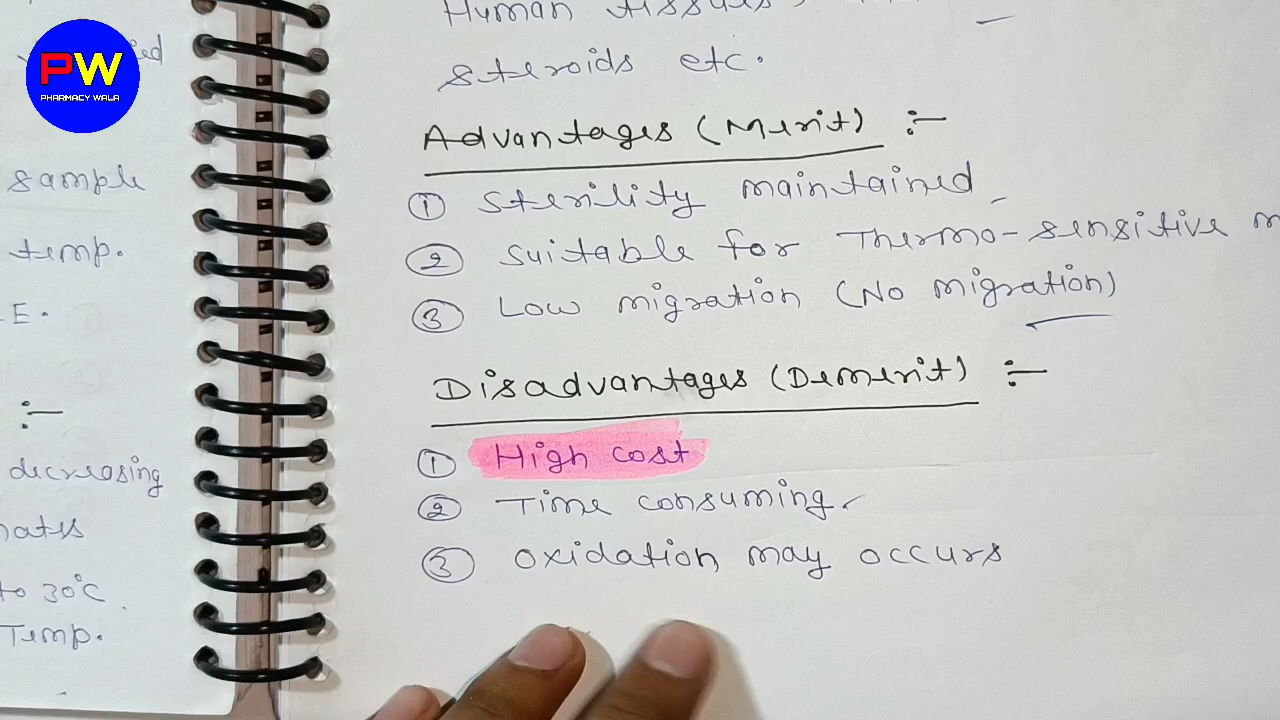 PW
PHARMACY WALA
sample
temp.
E.
:-
decreasing
to 30°C
Temp.
Human tissues,
steroids etc.
Advantages (Merit) :-
① Sterility maintained
② Suitable for Thermo-sensitive
③ Low migration (No migration)
Disadvantages (Demerit) :-
① High cost
② Time consuming.
③ Oxidation may occurs